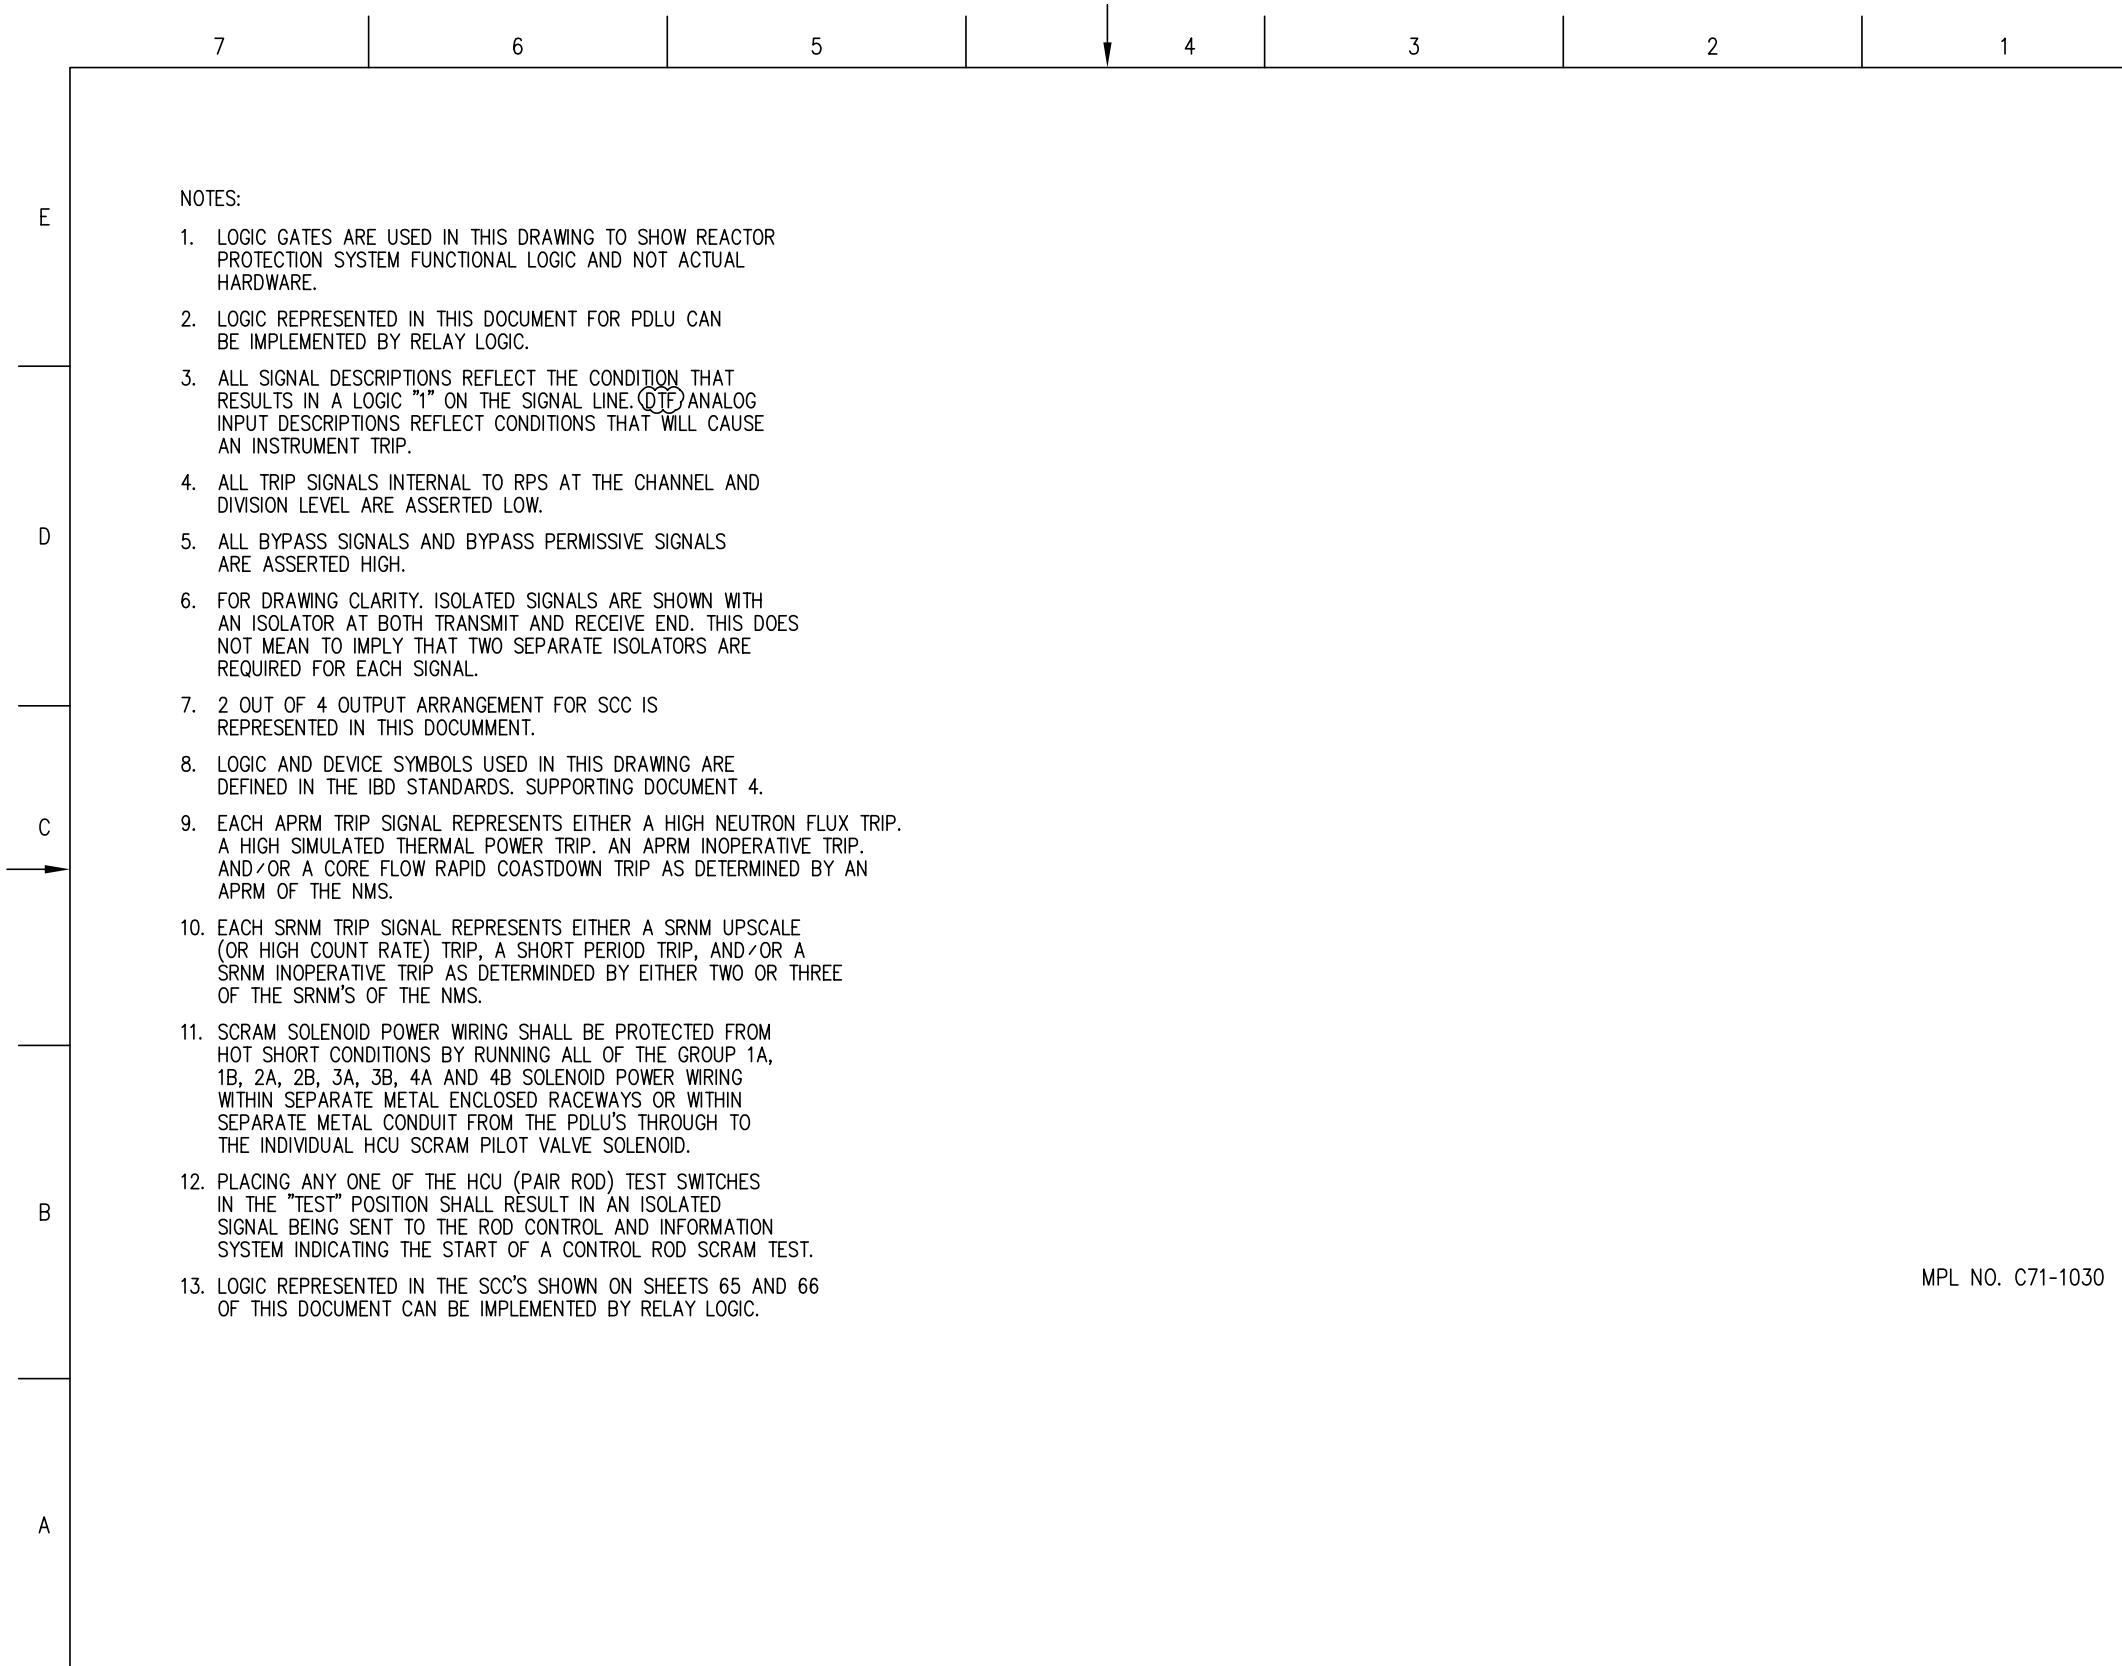 7 6 5 4 3 2 1
NOTES:
E
1. LOGIC GATES ARE USED IN THIS DRAWING TO SHOW REACTOR
PROTECTION SYSTEM FUNCTIONAL LOGIC AND NOT ACTUAL
HARDWARE.
2. LOGIC REPRESENTED IN THIS DOCUMENT FOR PDLU CAN
BE IMPLEMENTED BY RELAY LOGIC.
3. ALL SIGNAL DESCRIPTIONS REFLECT THE CONDITION THAT
RESULTS IN A LOGIC "1" ON THE SIGNAL LINE. DTF ANALOG
INPUT DESCRIPTIONS REFLECT CONDITIONS THAT WILL CAUSE
AN INSTRUMENT TRIP.
4. ALL TRIP SIGNALS INTERNAL TO RPS AT THE CHANNEL AND
DIVISION LEVEL ARE ASSERTED LOW.
D
5. ALL BYPASS SIGNALS AND BYPASS PERMISSIVE SIGNALS
ARE ASSERTED HIGH.
6. FOR DRAWING CLARITY. ISOLATED SIGNALS ARE SHOWN WITH
AN ISOLATOR AT BOTH TRANSMIT AND RECEIVE END. THIS DOES
NOT MEAN TO IMPLY THAT TWO SEPARATE ISOLATORS ARE
REQUIRED FOR EACH SIGNAL.
7. 2 OUT OF 4 OUTPUT ARRANGEMENT FOR SCC IS
REPRESENTED IN THIS DOCUMMENT.
8. LOGIC AND DEVICE SYMBOLS USED IN THIS DRAWING ARE
DEFINED IN THE IBD STANDARDS. SUPPORTING DOCUMENT 4.
C
9. EACH APRM TRIP SIGNAL REPRESENTS EITHER A HIGH NEUTRON FLUX TRIP.
A HIGH SIMULATED THERMAL POWER TRIP. AN APRM INOPERATIVE TRIP.
AND/OR A CORE FLOW RAPID COASTDOWN TRIP AS DETERMINED BY AN
APRM OF THE NMS.
10. EACH SRNM TRIP SIGNAL REPRESENTS EITHER A SRNM UPSCALE
(OR HIGH COUNT RATE) TRIP, A SHORT PERIOD TRIP, AND/OR A
SRNM INOPERATIVE TRIP AS DETERMINDED BY EITHER TWO OR THREE
OF THE SRNM'S OF THE NMS.
11. SCRAM SOLENOID POWER WIRING SHALL BE PROTECTED FROM
HOT SHORT CONDITIONS BY RUNNING ALL OF THE GROUP 1A,
1B, 2A, 2B, 3A, 3B, 4A AND 4B SOLENOID POWER WIRING
WITHIN SEPARATE METAL ENCLOSED RACEWAYS OR WITHIN
SEPARATE METAL CONDUIT FROM THE PDLU'S THROUGH TO
THE INDIVIDUAL HCU SCRAM PILOT VALVE SOLENOID.
B
12. PLACING ANY ONE OF THE HCU (PAIR ROD) TEST SWITCHES
IN THE "TEST" POSITION SHALL RESULT IN AN ISOLATED
SIGNAL BEING SENT TO THE ROD CONTROL AND INFORMATION
SYSTEM INDICATING THE START OF A CONTROL ROD SCRAM TEST.
13. LOGIC REPRESENTED IN THE SCC'S SHOWN ON SHEETS 65 AND 66
OF THIS DOCUMENT CAN BE IMPLEMENTED BY RELAY LOGIC.
MPL NO. C71-1030
A